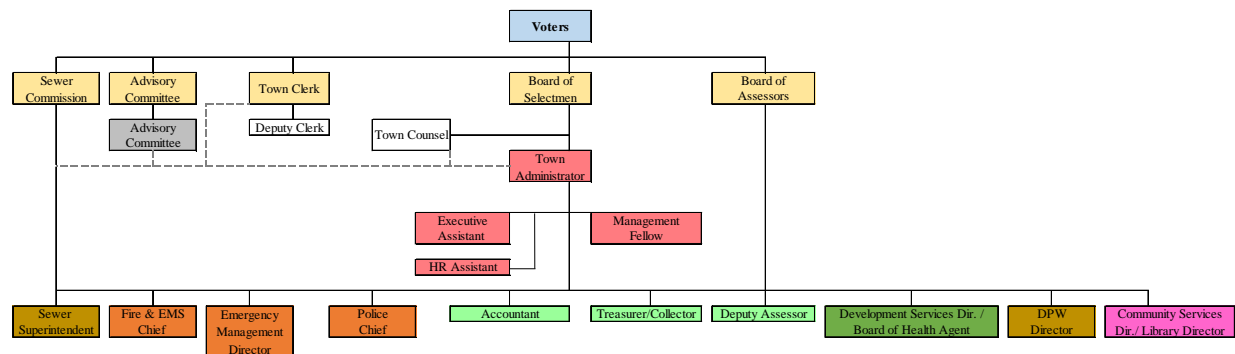 Voters
Sewer
Commission
Advisory
Committee
Town Clerk
Board of
Selectmen
Board of
Assessors
Advisory
Committee
Deputy Clerk
Town Counsel
Town
Administrator
Executive
Assistant
Management
Fellow
HR Assistant
Sewer
Superintendent
Fire & EMS
Chief
Emergency
Management
Director
Police
Chief
Accountant
Treasurer/Collector
Deputy Assessor
Development Services Dir. /
Board of Health Agent
DPW
Director
Community Services
Dir./ Library Director